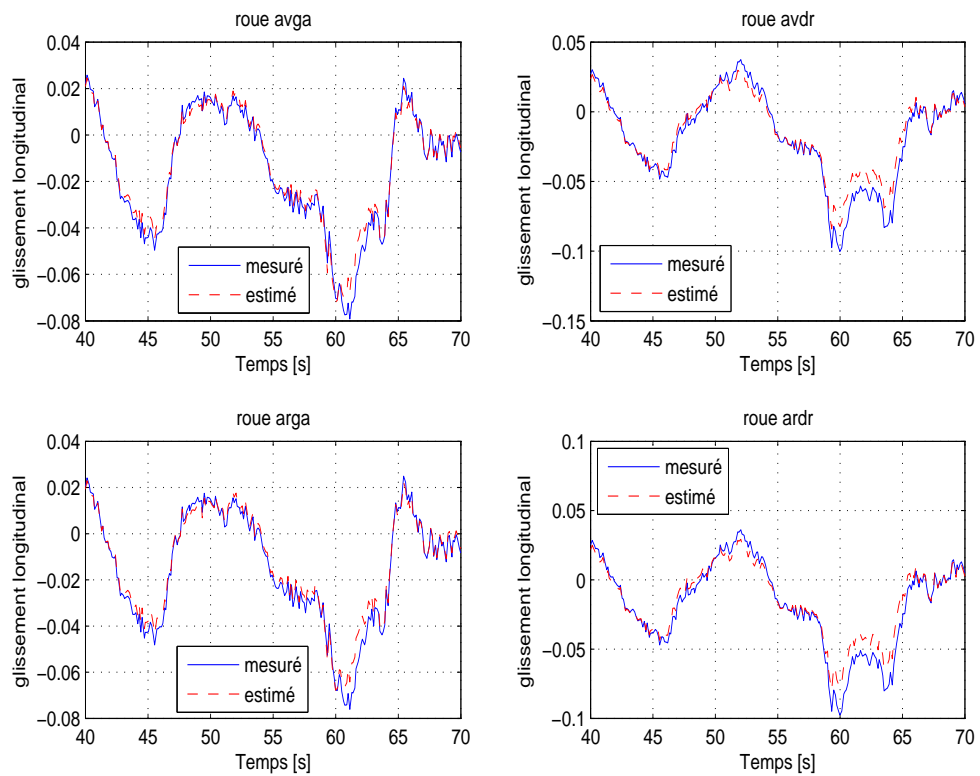 roue avga
0.04
0.02
0
−0.02
−0.04
−0.06
−0.08
glissement longitudinal
mesuré
estimé
40 45 50 55 60 65 70
Temps [s]
roue avdr
0.05
0
−0.05
−0.1
−0.15
glissement longitudinal
mesuré
estimé
40 45 50 55 60 65 70
Temps [s]
roue arga
0.04
0.02
0
−0.02
−0.04
−0.06
−0.08
glissement longitudinal
mesuré
estimé
40 45 50 55 60 65 70
Temps [s]
roue ardr
0.1
0.05
0
−0.05
−0.1
glissement longitudinal
mesuré
estimé
40 45 50 55 60 65 70
Temps [s]